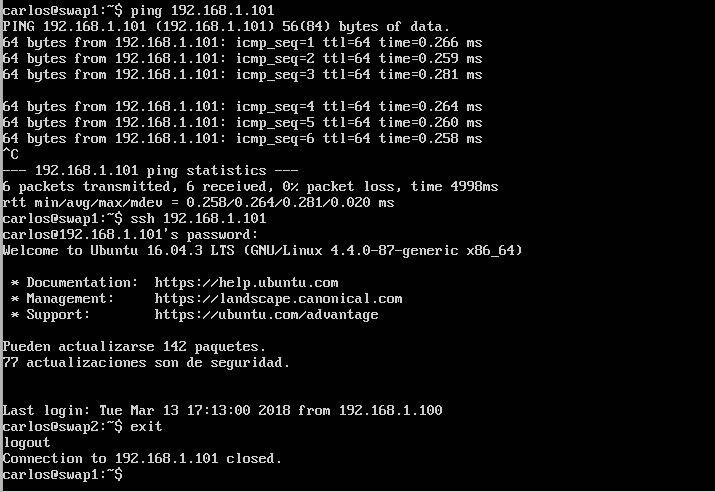 carlos@swap1:~$ ping 192.168.1.101
PING 192.168.1.101 (192.168.1.101) 56(84) bytes of data.
64 bytes from 192.168.1.101: icmp_seq=1 ttl=64 time=0.266 ms
64 bytes from 192.168.1.101: icmp_seq=2 ttl=64 time=0.259 ms
64 bytes from 192.168.1.101: icmp_seq=3 ttl=64 time=0.281 ms

64 bytes from 192.168.1.101: icmp_seq=4 ttl=64 time=0.264 ms
64 bytes from 192.168.1.101: icmp_seq=5 ttl=64 time=0.260 ms
64 bytes from 192.168.1.101: icmp_seq=6 ttl=64 time=0.258 ms
^C
--- 192.168.1.101 ping statistics ---
6 packets transmitted, 6 received, 0% packet loss, time 4998ms
rtt min/avg/max/mdev = 0.258/0.264/0.281/0.020 ms
carlos@swap1:~$ ssh 192.168.1.101
carlos@192.168.1.101's password:
Welcome to Ubuntu 16.04.3 LTS (GNU/Linux 4.4.0-87-generic x86_64)

 * Documentation:  https://help.ubuntu.com
 * Management:     https://landscape.canonical.com
 * Support:        https://ubuntu.com/advantage

Pueden actualizarse 142 paquetes.
77 actualizaciones son de seguridad.


Last login: Tue Mar 13 17:13:00 2018 from 192.168.1.100
carlos@swap2:~$ exit
logout
Connection to 192.168.1.101 closed.
carlos@swap1:~$